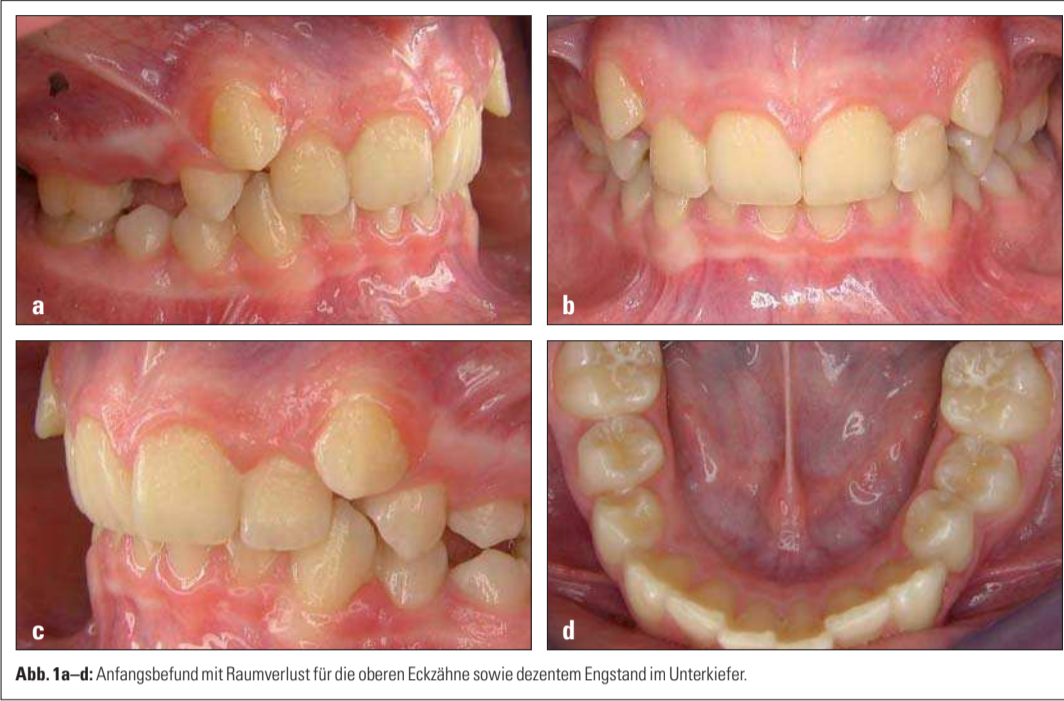 a
b
c
d
Abb. 1a–d: Anfangsbefund mit Raumverlust für die oberen Eckzähne sowie dezentem Engstand im Unterkiefer.